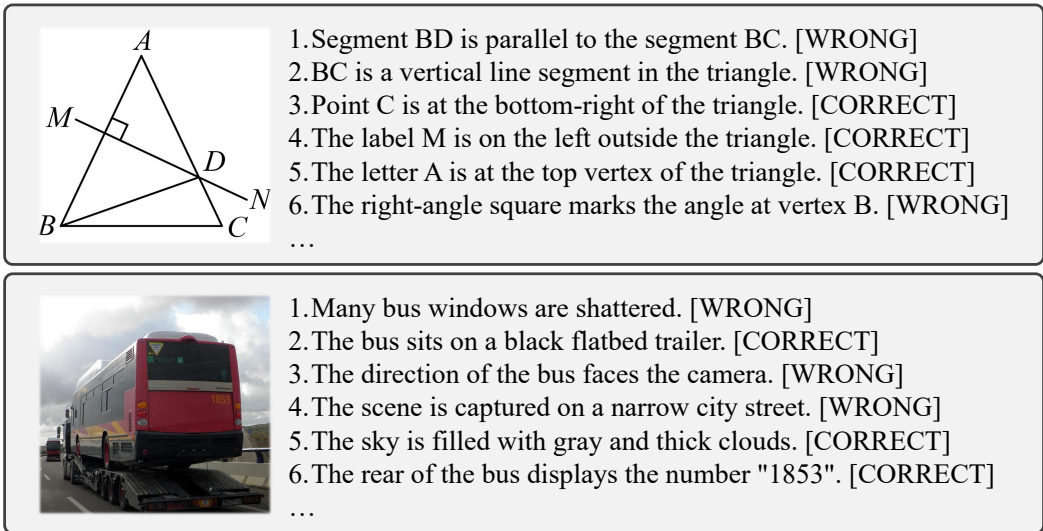 A
M
D
N
B
C
1.Segment BD is parallel to the segment BC. [WRONG]
2.BC is a vertical line segment in the triangle. [WRONG]
3.Point C is at the bottom-right of the triangle. [CORRECT]
4.The label M is on the left outside the triangle. [CORRECT]
5.The letter A is at the top vertex of the triangle. [CORRECT]
6.The right-angle square marks the angle at vertex B. [WRONG]
…
1853
1.Many bus windows are shattered. [WRONG]
2.The bus sits on a black flatbed trailer. [CORRECT]
3.The direction of the bus faces the camera. [WRONG]
4.The scene is captured on a narrow city street. [WRONG]
5.The sky is filled with gray and thick clouds. [CORRECT]
6.The rear of the bus displays the number "1853". [CORRECT]
…